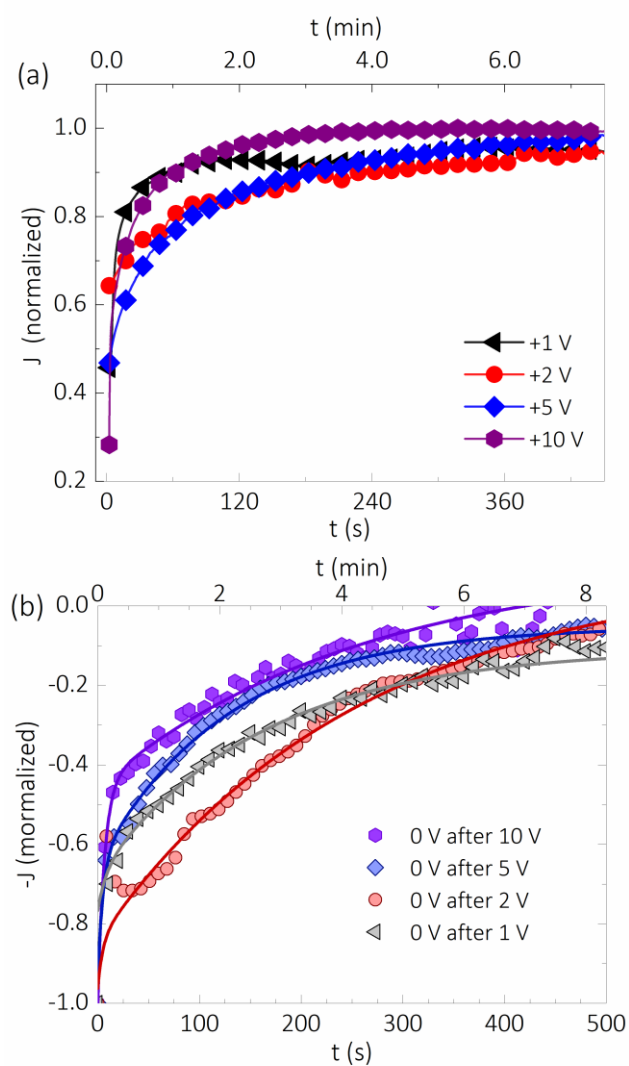 t (min)
0.0 2.0 4.0 6.0
(a)
1.0
0.8
0.6
0.4
0.2
J (normalized)
+1 V
+2 V
+5 V
+10 V
0 120 240 360
t (s)
t (min)
0 2 4 6 8
(b)
0.0
-0.2
-0.4
-0.6
-0.8
-1.0
-J (mormalized)
0 V after 10 V
0 V after 5 V
0 V after 2 V
0 V after 1 V
0 100 200 300 400 500
t (s)